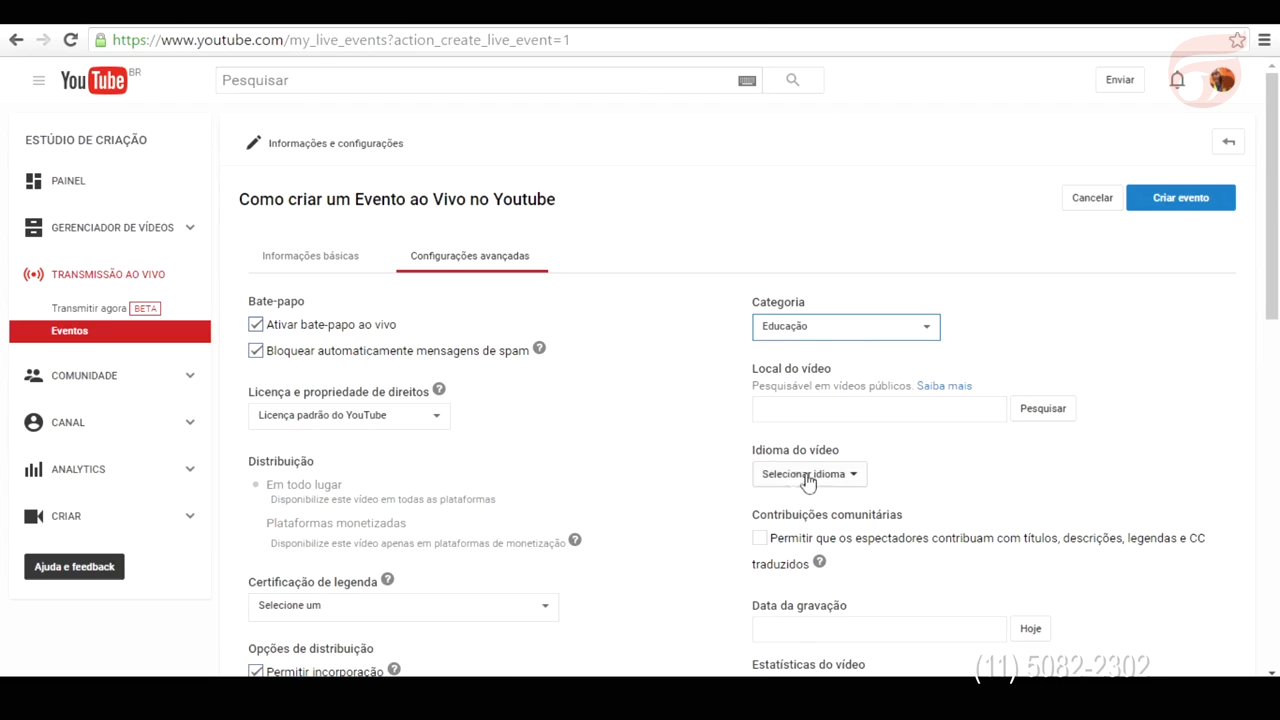 https://www.youtube.com/my_live_events?action_create_live_event=1
YouTube BR
Pesquisar
Enviar
ESTÚDIO DE CRIAÇÃO
PAINEL
GERENCIADOR DE VÍDEOS
TRANSMISSÃO AO VIVO
Transmitir agora BETA
Eventos
COMUNIDADE
CANAL
ANALYTICS
CRIAR
Ajuda e feedback
Informações e configurações
Como criar um Evento ao Vivo no Youtube
Cancelar
Criar evento
Informações básicas
Configurações avançadas
Bate-papo
Ativar bate-papo ao vivo
Bloquear automaticamente mensagens de spam ?
Licença e propriedade de direitos ?
Licença padrão do YouTube
Distribuição
Em todo lugar
Disponibilize este vídeo em todas as plataformas
Plataformas monetizadas
Disponibilize este vídeo apenas em plataformas de monetização ?
Certificação de legenda ?
Selecione um
Opções de distribuição
Permitir incorporação ?
Categoria
Educação
Local do vídeo
Pesquisável em vídeos públicos. Saiba mais
Pesquisar
Idioma do vídeo
Selecionar idioma
Contribuições comunitárias
Permitir que os espectadores contribuam com títulos, descrições, legendas e CC
traduzidos ?
Data da gravação
Hoje
Estatísticas do vídeo
(11) 5082-2302